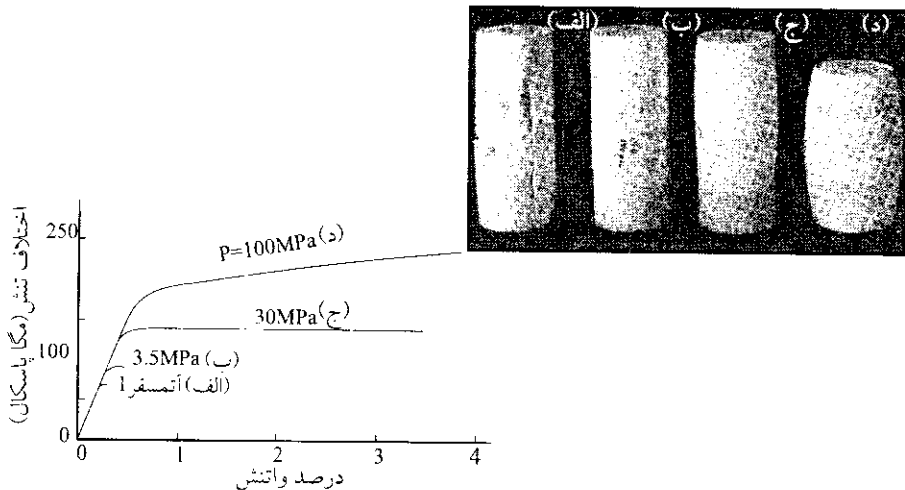 (الف) (ب) (ج) (د)
اختلاف تنش (مگا پاسکال)
250
100
0
P=100MPa (د)
30MPa (ج)
3.5MPa (ب)
1 أتمسفر (الف)
0 1 2 3 4
درصد واتنش